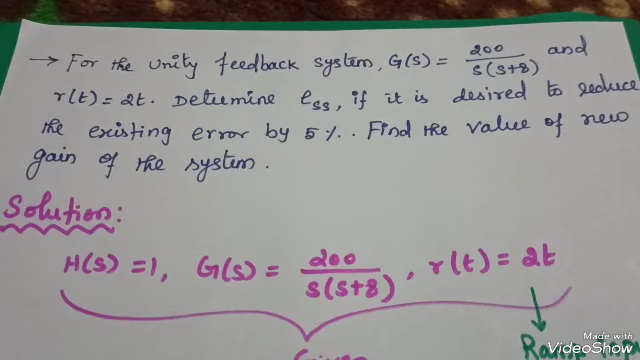 → For the unity feedback system, G(S) = 200 / S(S+8) and
r(t) = 2t. Determine ess, if it is desired to reduce
the existing error by 5%. Find the value of new
gain of the system.
Solution:
H(S) = 1, G(S) = 200 / S(S+8), r(t) = 2t
Given
Made with
VideoShow